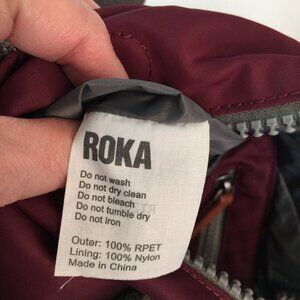 ROKA
Do not wash
Do not dry clean
Do not bleach
Do not tumble dry
Do not iron
Outer: 100% RPET
Lining: 100% Nylon
Made in China